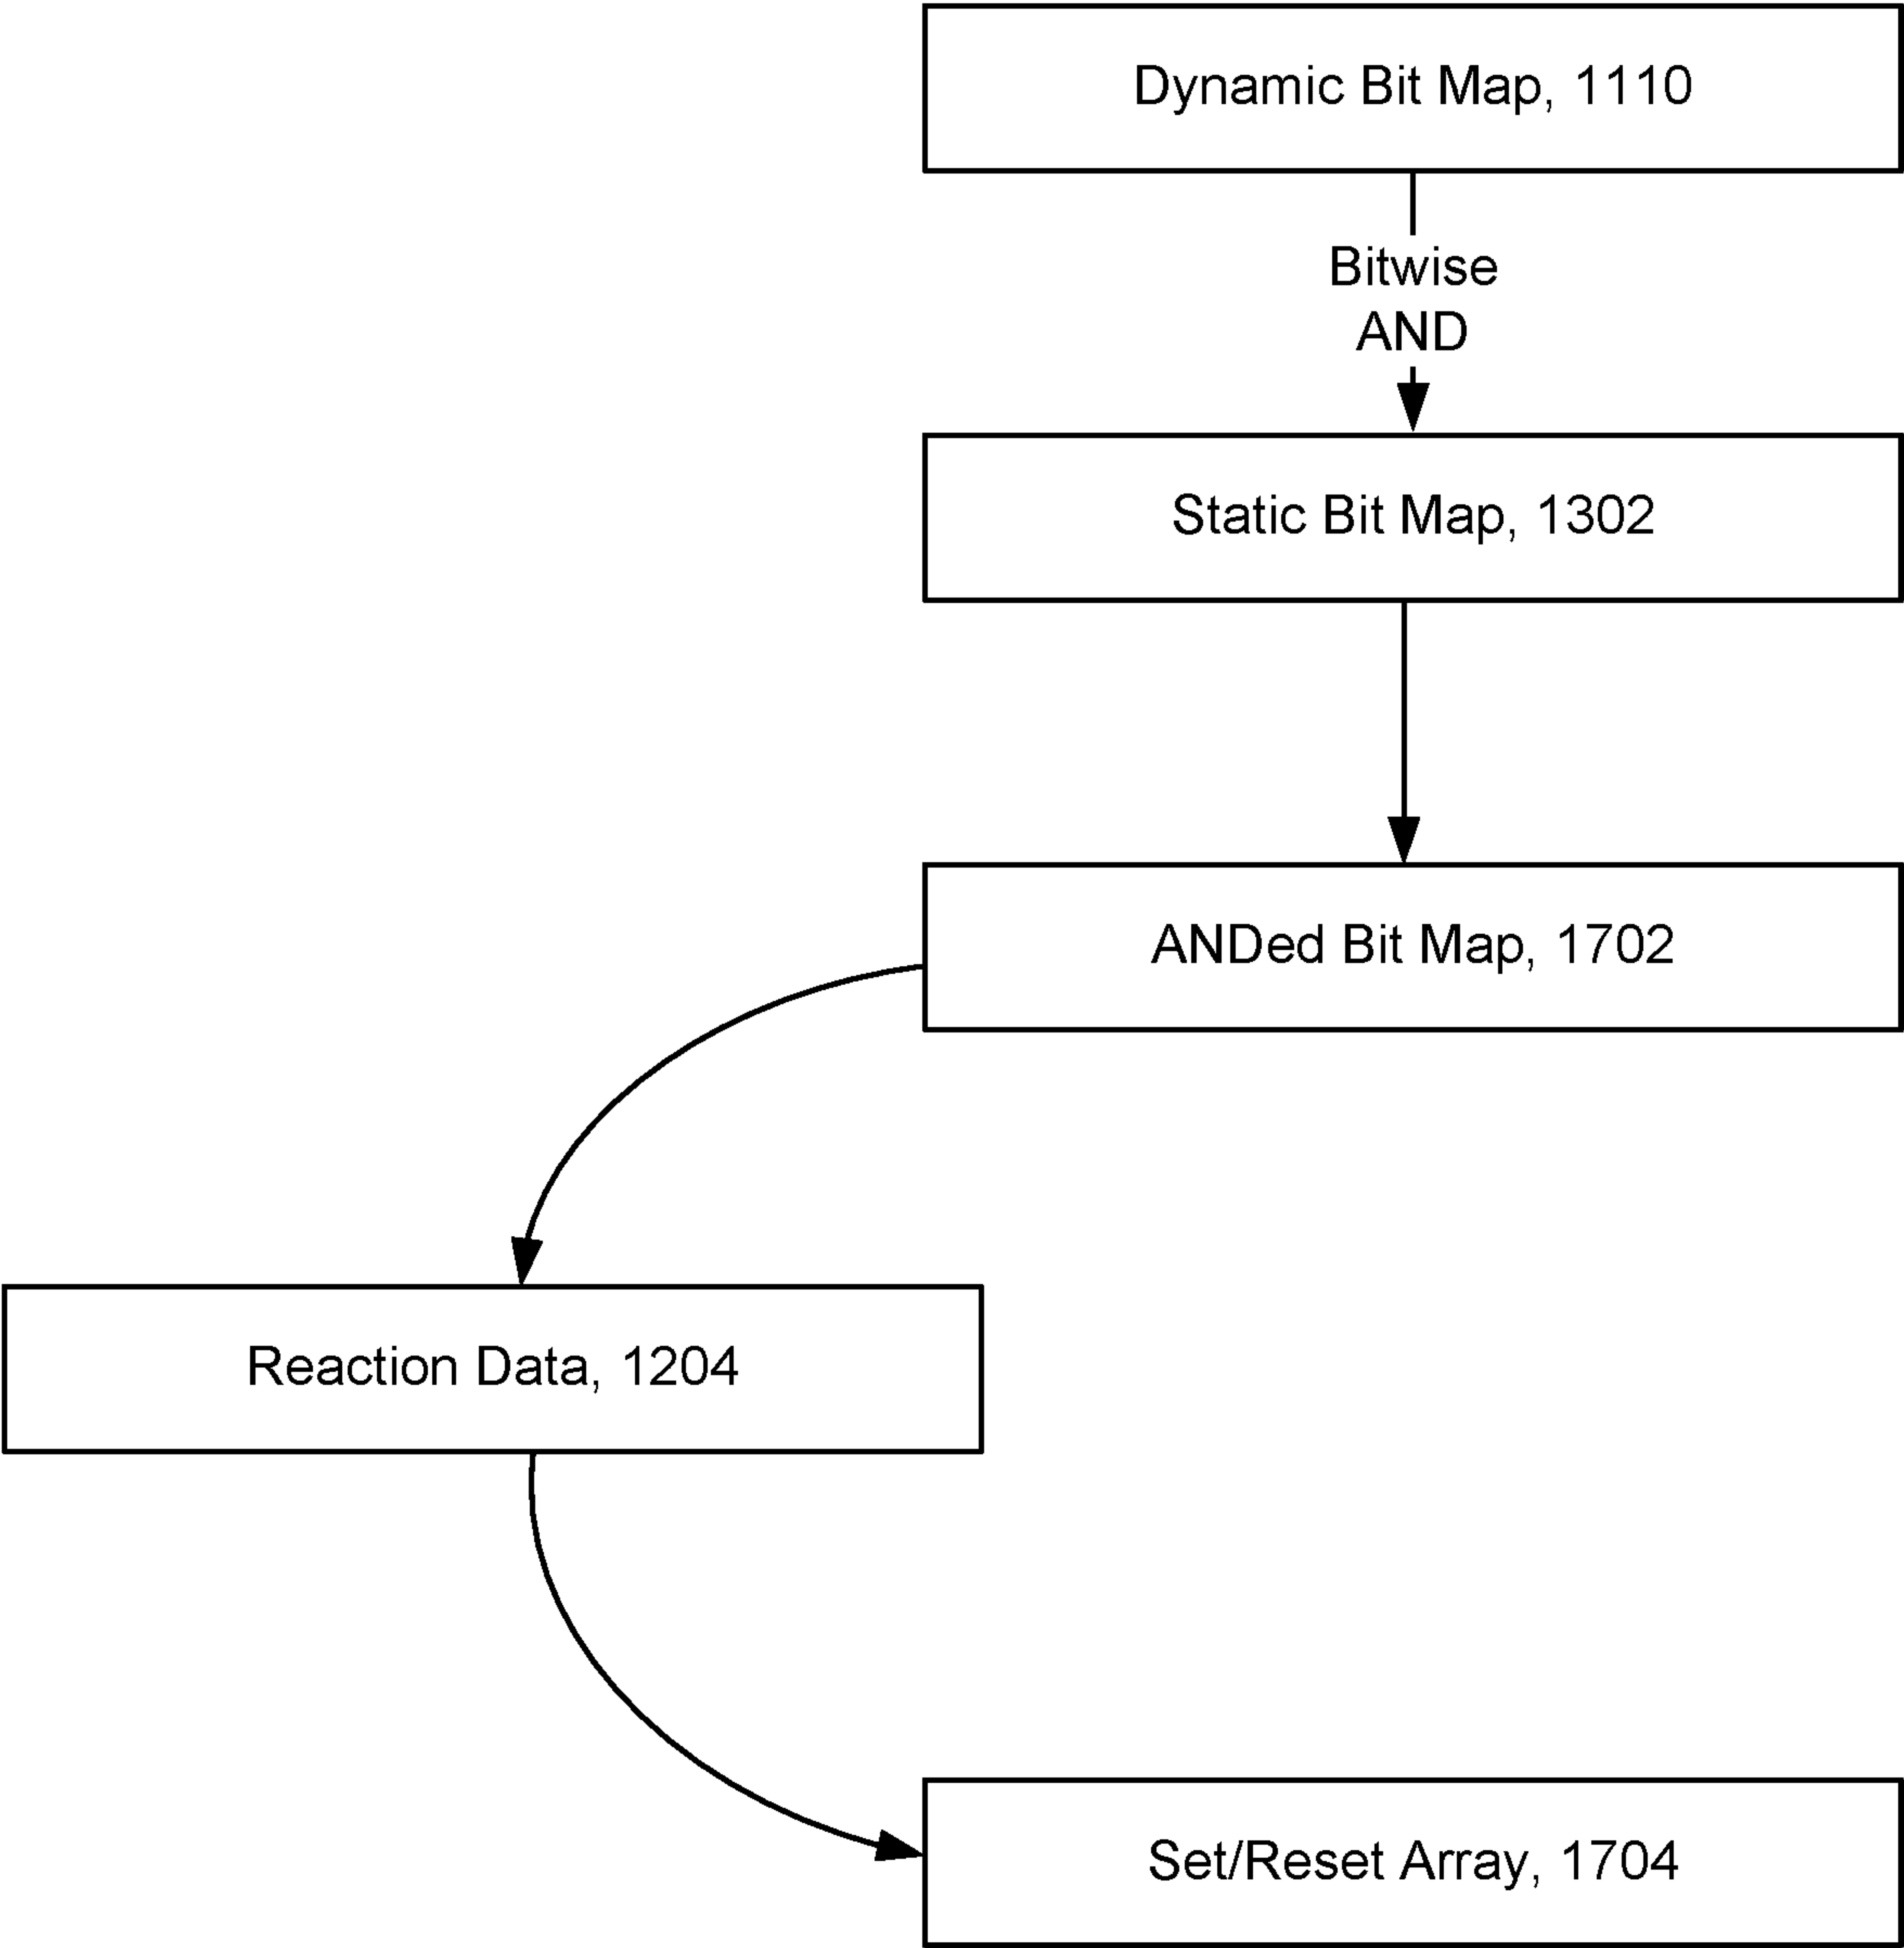 Dynamic Bit Map, 1110
Bitwise
AND
Static Bit Map, 1302
ANDed Bit Map, 1702
Reaction Data, 1204
Set/Reset Array, 1704